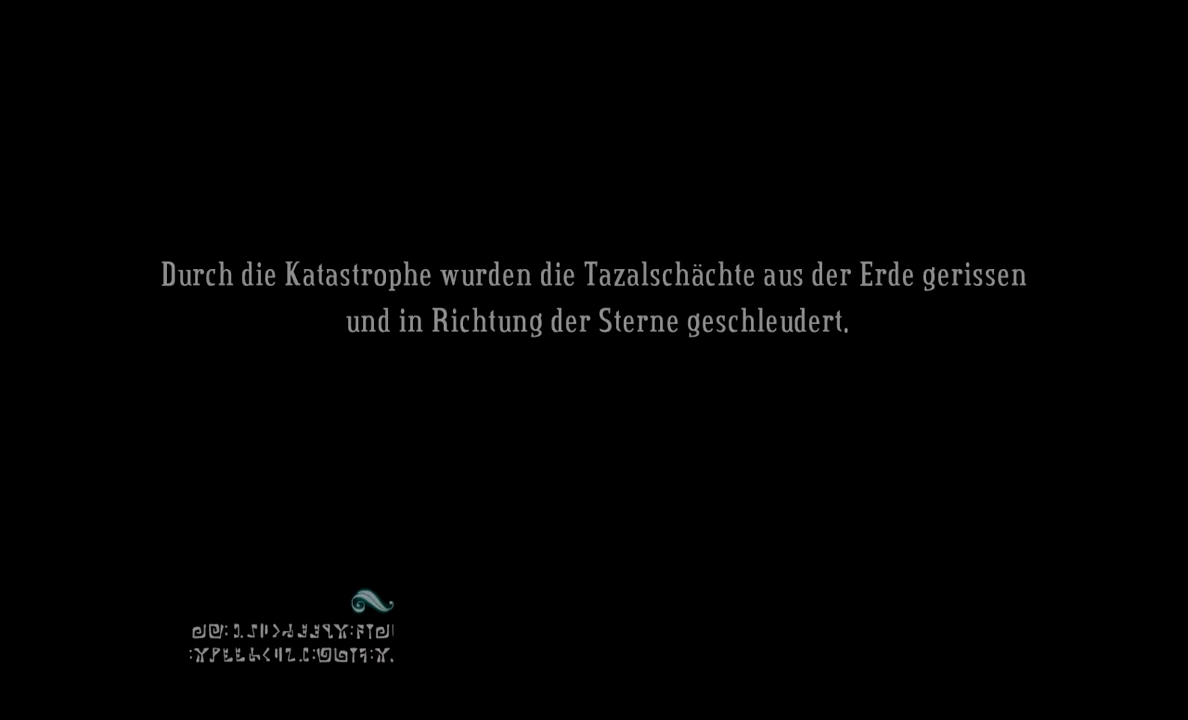 Durch die Katastrophe wurden die Tazalschächte aus der Erde gerissen
und in Richtung der Sterne geschleudert.